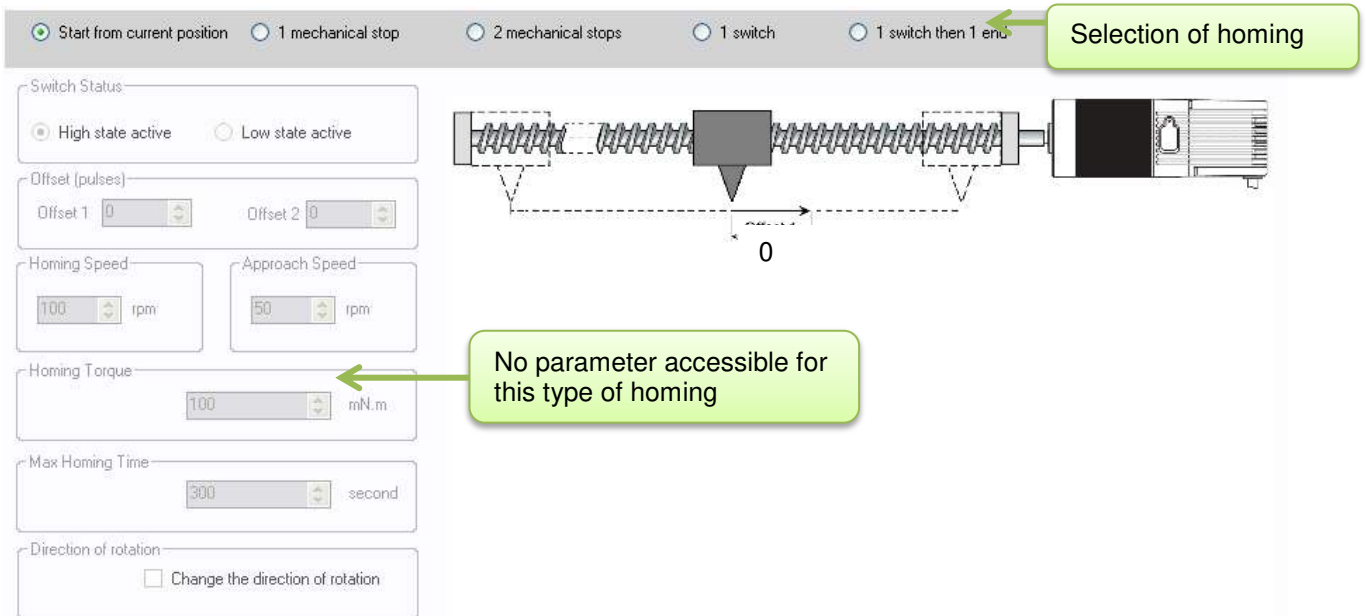 Start from current position 1 mechanical stop 2 mechanical stops 1 switch 1 switch then 1 end
Selection of homing
Switch Status
High state active Low state active
Offset (pulses)
Offset 1 0 Offset 2 0
0
Homing Speed Approach Speed
100 rpm 50 rpm
No parameter accessible for
this type of homing
Homing Torque
100 mN.m
Max Homing Time
300 second
Direction of rotation
Change the direction of rotation